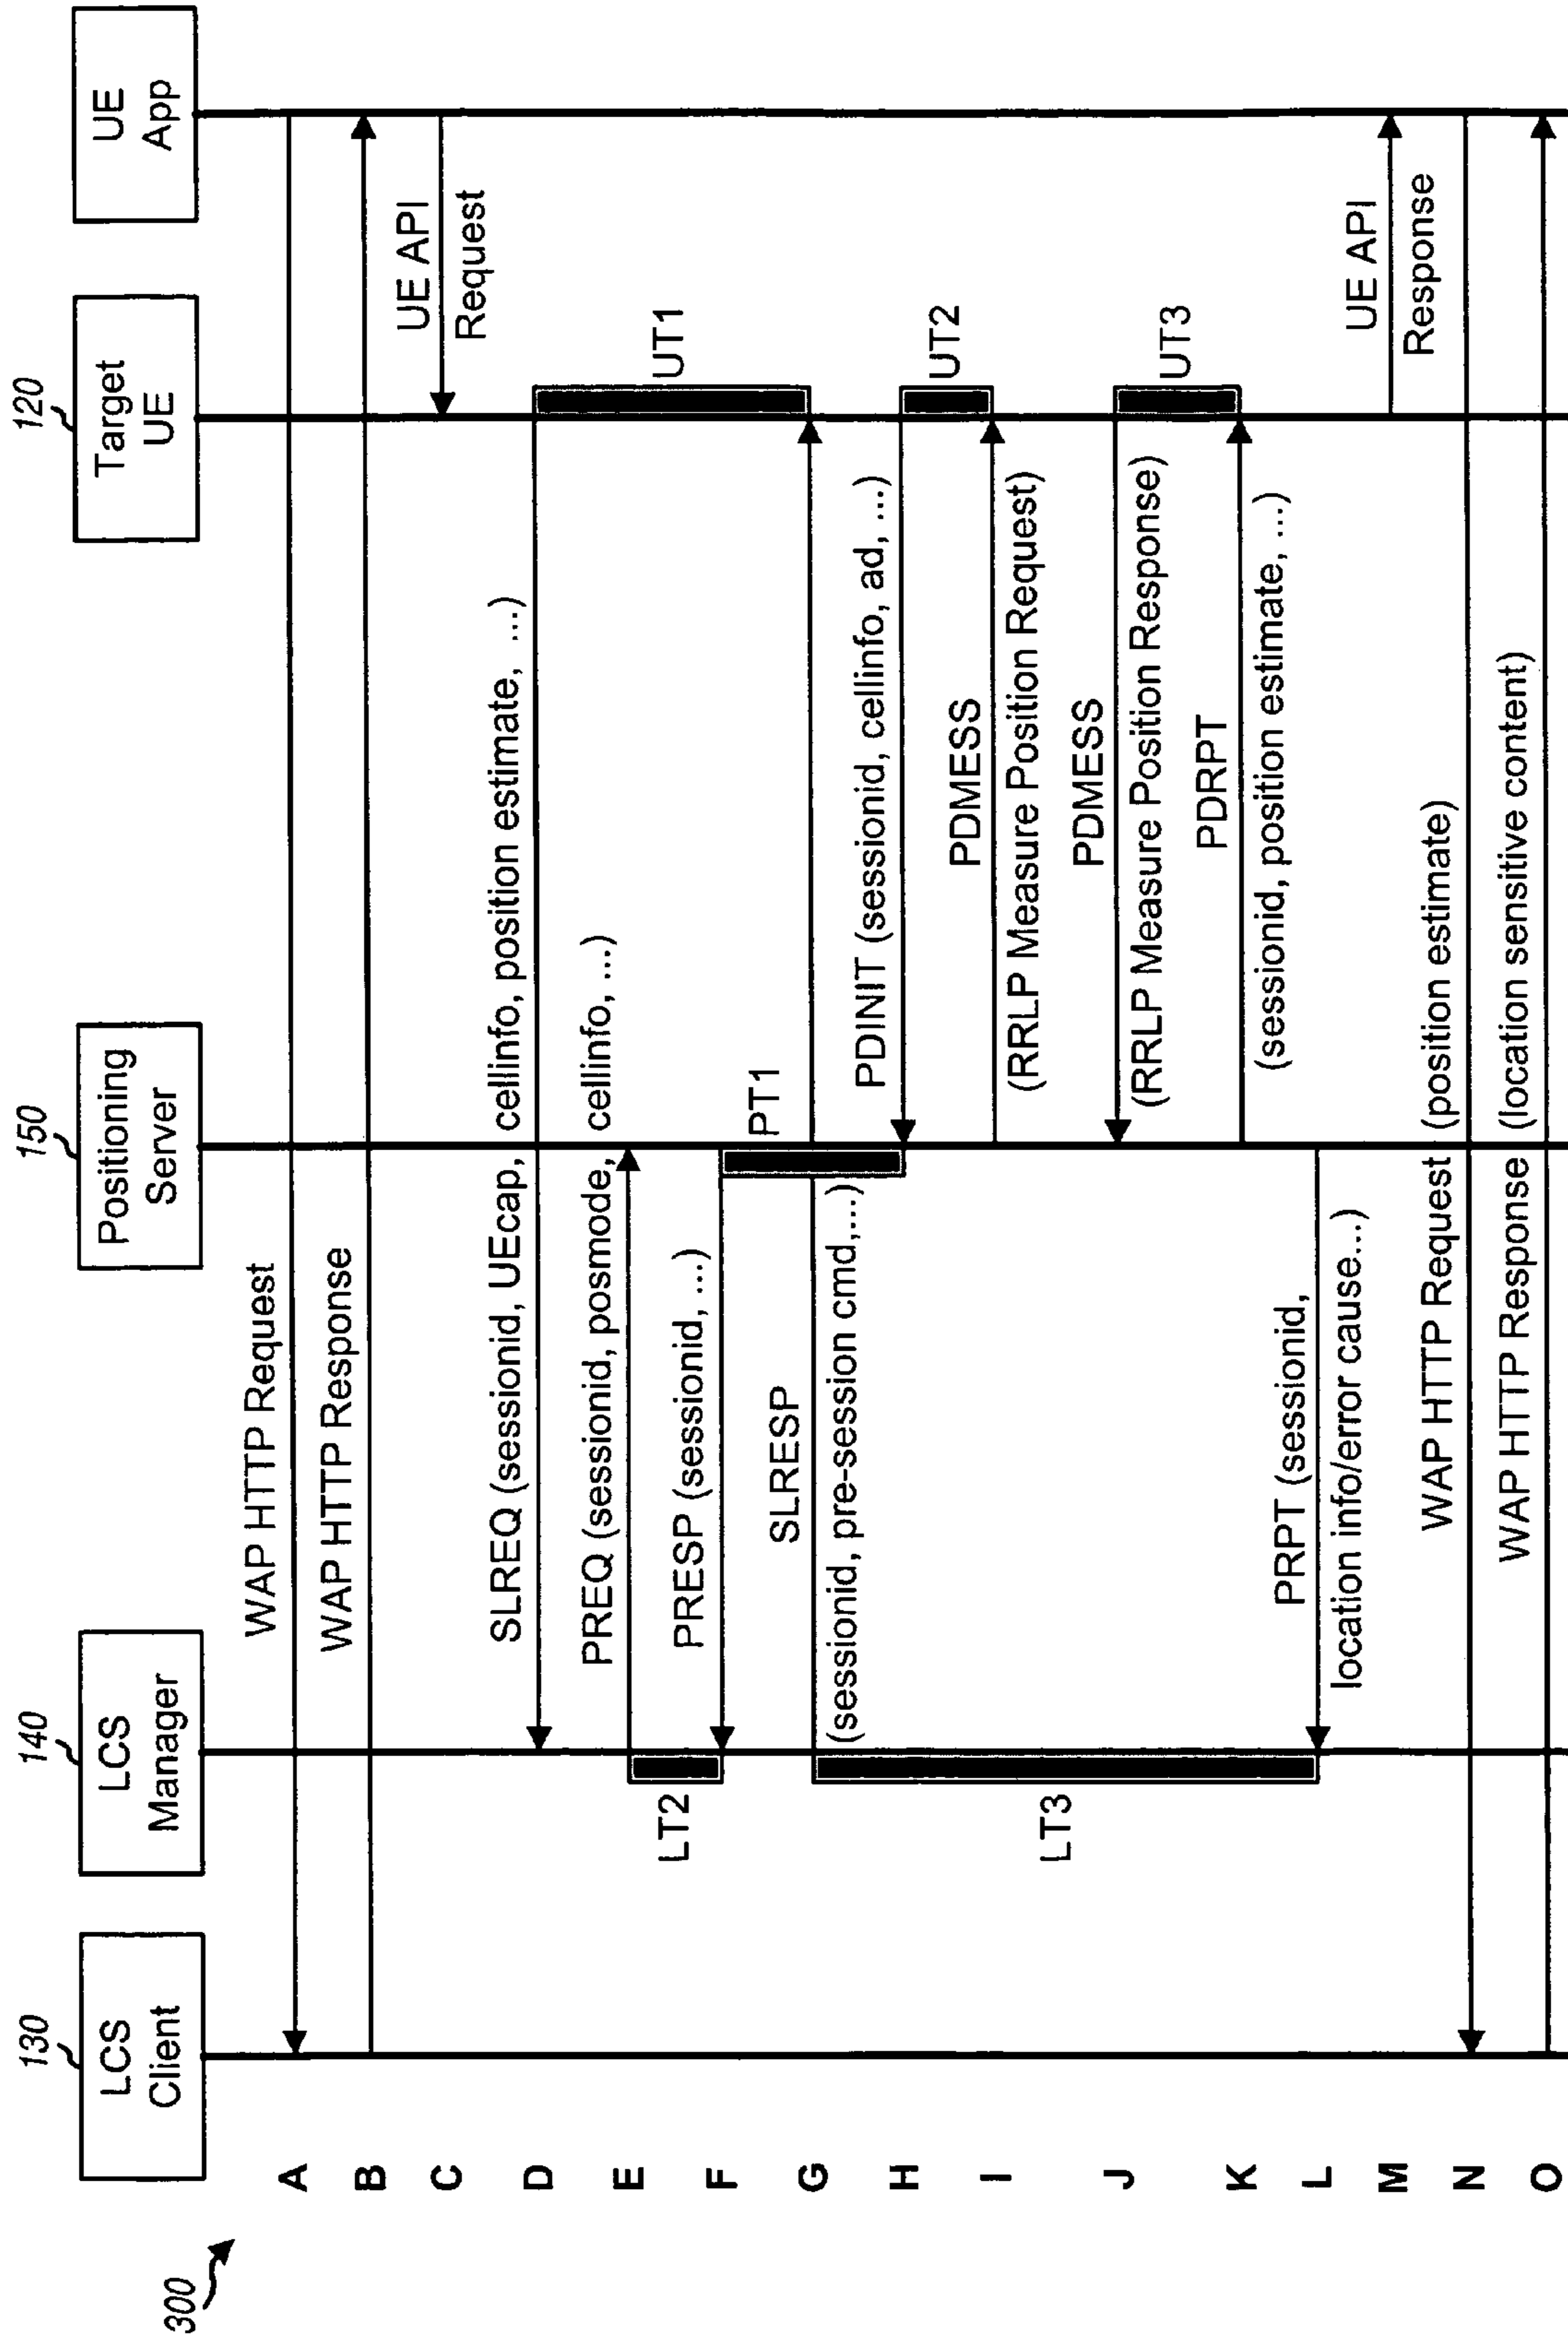 300
130
LCS
Client
140
LCS
Manager
150
Positioning
Server
120
Target
UE
UE
App
A
WAP HTTP Request
B
WAP HTTP Response
C
UE API
Request
D
SLREQ (sessionid, UEcap, cellinfo, position estimate, ...)
E
PREQ (sessionid, posmode, cellinfo, ...)
LT2
F
PRESP (sessionid, ...)
PT1
UT1
G
SLRESP
(sessionid, pre-session cmd,...)
H
PDINIT (sessionid, cellinfo, ad, ...)
UT2
I
PDMESS
(RRLP Measure Position Request)
LT3
J
PDMESS
(RRLP Measure Position Response)
UT3
K
PDRPT
(sessionid, position estimate, ...)
L
PRPT (sessionid,
location info/error cause...)
M
UE API
Response
N
WAP HTTP Request (position estimate)
O
WAP HTTP Response (location sensitive content)